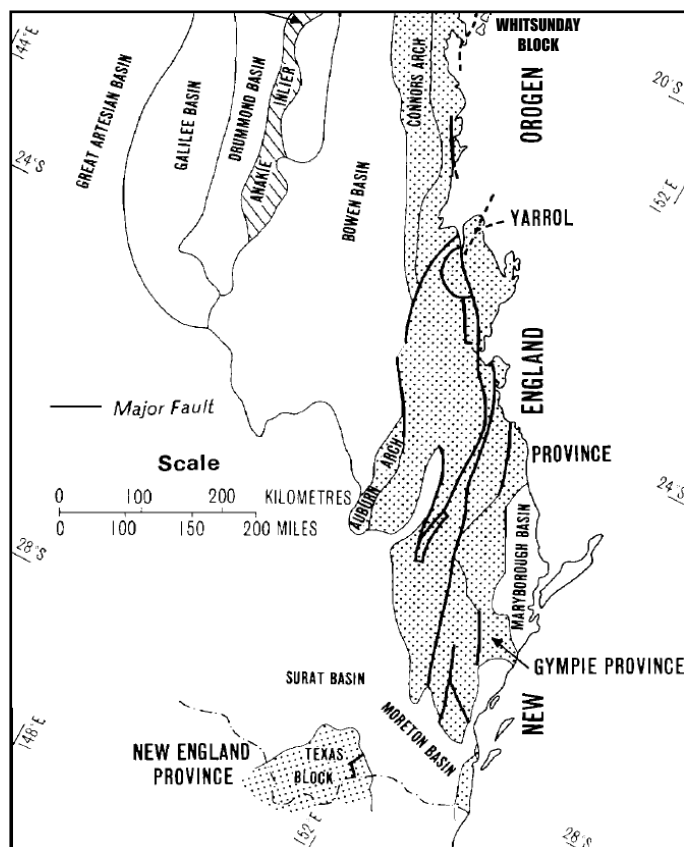 144°E
WHITSUNDAY
BLOCK
20°S
GREAT ARTESIAN BASIN
GALILEE BASIN
DRUMMOND BASIN
ANAKIE
INLIER
BOWEN BASIN
CONNORS ARCH
OROGEN
24°S
152°E
YARROL
ENGLAND
Major Fault
Scale
0 100 200 KILOMETRES
0 100 150 200 MILES
AUBURN
ARCH
PROVINCE
24°S
28°S
MARYBOROUGH BASIN
GYMPIE PROVINCE
SURAT BASIN
NEW
MORETON BASIN
148°E
NEW ENGLAND
PROVINCE
TEXAS
BLOCK
152°E
28°S